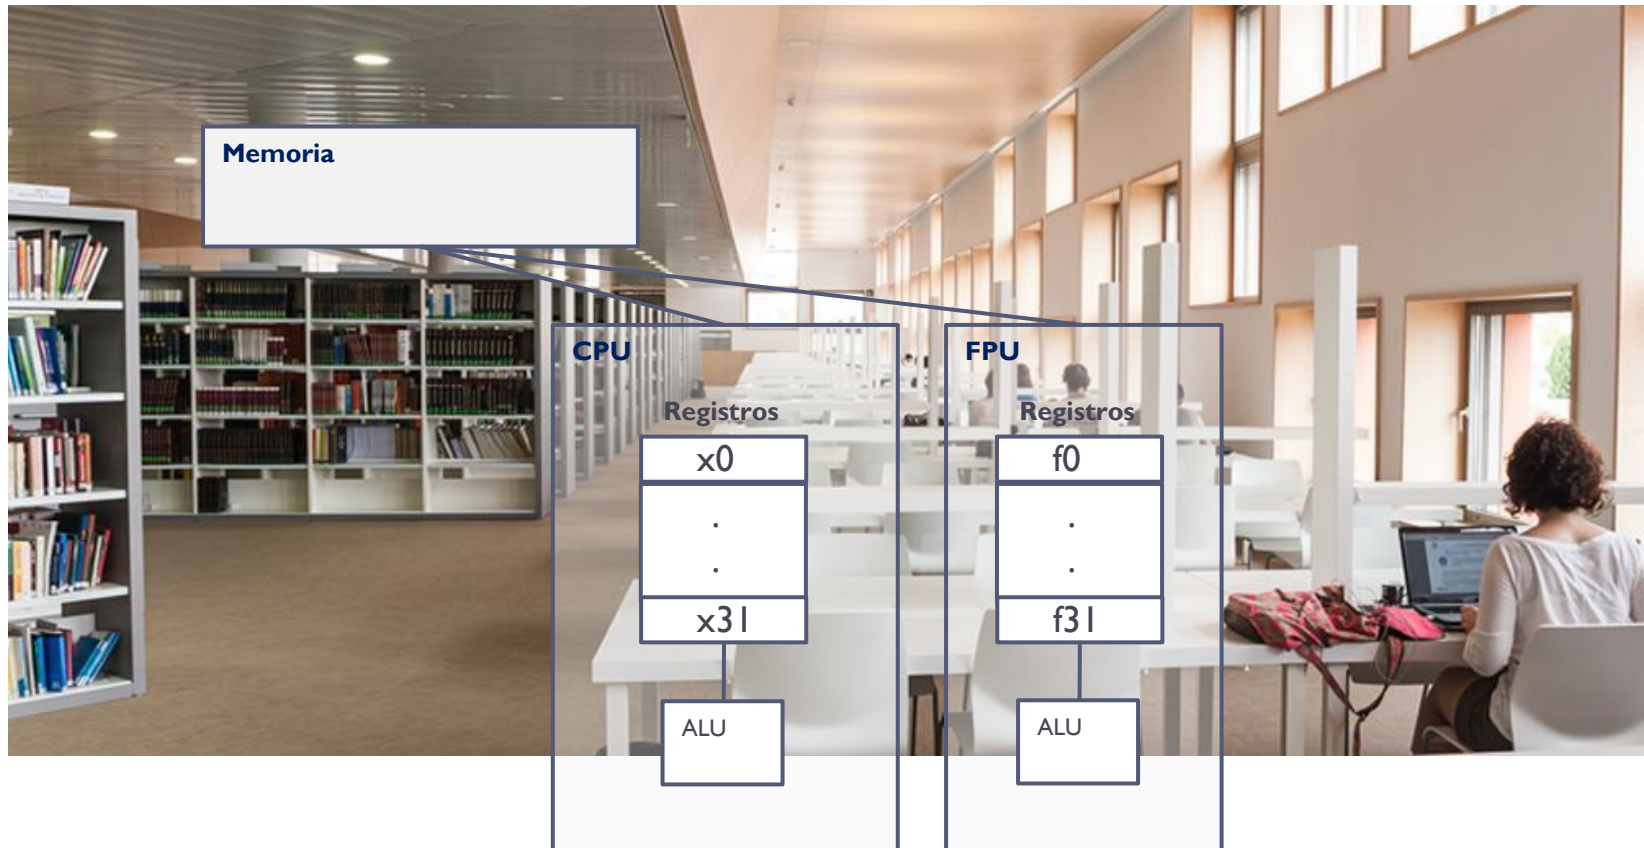 Memoria
CPU
FPU
Registros
Registros
x0
f0
.
.
.
.
x31
f31
ALU
ALU